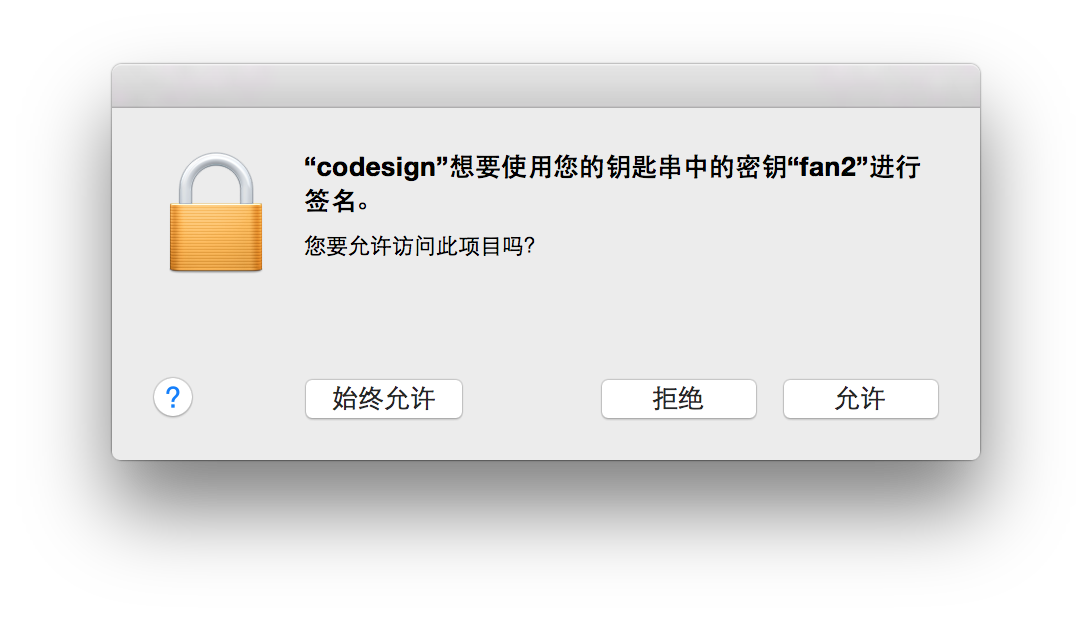 “codesign”想要使用您的钥匙串中的密钥“fan2”进行
签名。
您要允许访问此项目吗?
?
始终允许
拒绝
允许